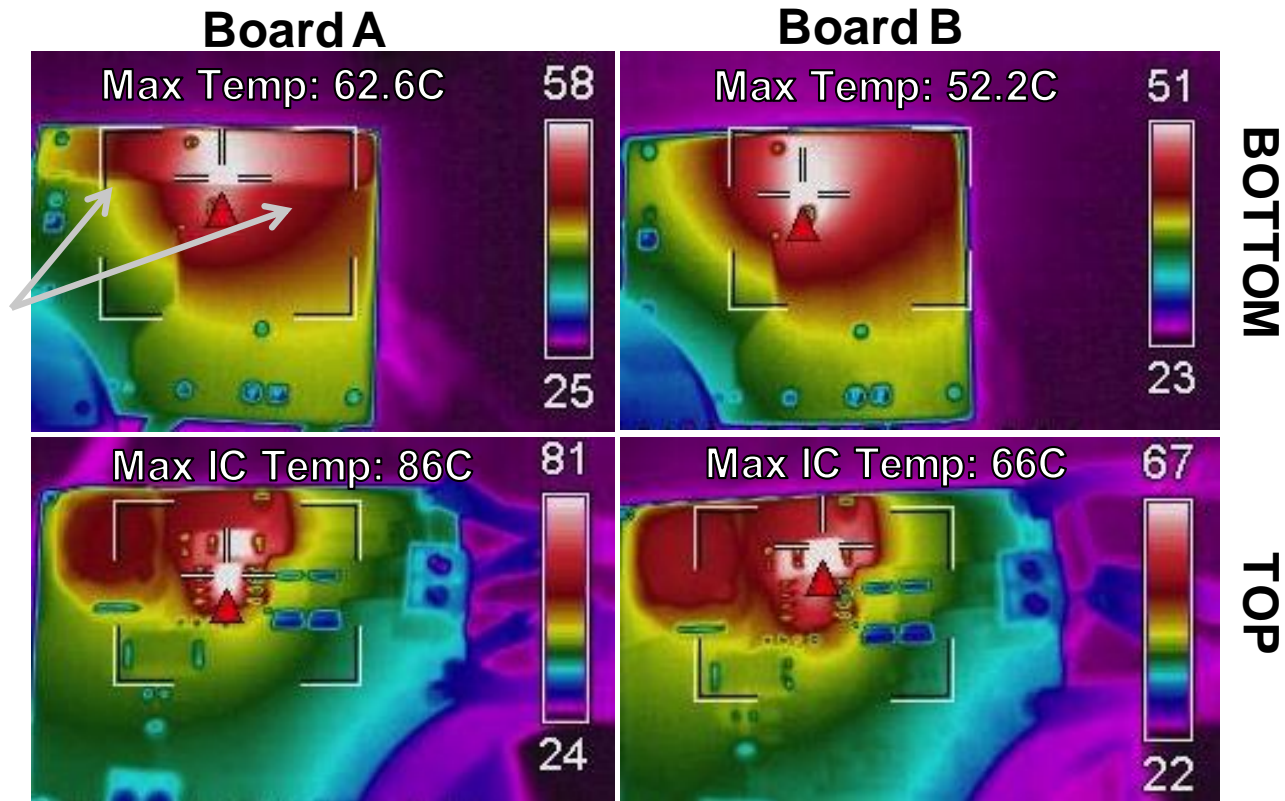 Board A
Board B
Max Temp: 62.6C
58
25
Max Temp: 52.2C
51
23
BOTTOM
Max IC Temp: 86C
81
24
Max IC Temp: 66C
67
22
TOP